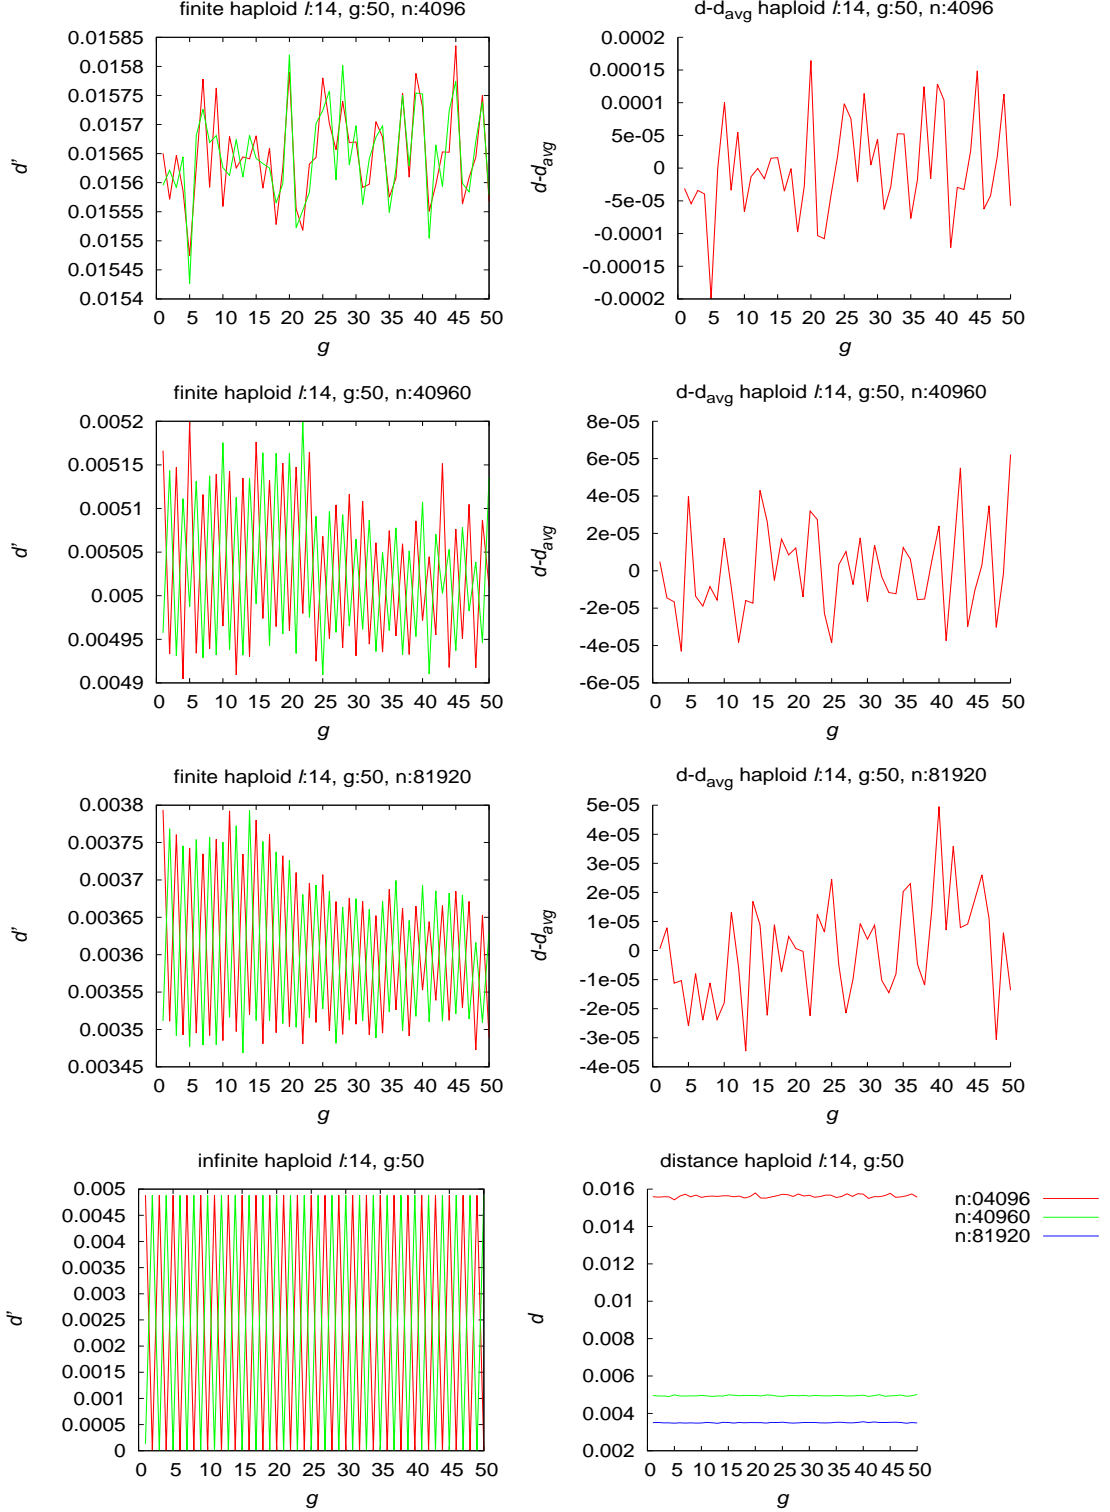 finite haploid l:14, g:50, n:4096
0.01585
0.0158
0.01575
0.0157
0.01565
0.0156
0.01555
0.0155
0.01545
0.0154
d'
0 5 10 15 20 25 30 35 40 45 50
g
d-davg haploid l:14, g:50, n:4096
0.0002
0.00015
0.0001
5e-05
0
-5e-05
-0.0001
-0.00015
-0.0002
d-davg
0 5 10 15 20 25 30 35 40 45 50
g
finite haploid l:14, g:50, n:40960
0.0052
0.00515
0.0051
0.00505
0.005
0.00495
0.0049
d'
0 5 10 15 20 25 30 35 40 45 50
g
d-davg haploid l:14, g:50, n:40960
8e-05
6e-05
4e-05
2e-05
0
-2e-05
-4e-05
-6e-05
d-davg
0 5 10 15 20 25 30 35 40 45 50
g
finite haploid l:14, g:50, n:81920
0.0038
0.00375
0.0037
0.00365
0.0036
0.00355
0.0035
0.00345
d'
0 5 10 15 20 25 30 35 40 45 50
g
d-davg haploid l:14, g:50, n:81920
5e-05
4e-05
3e-05
2e-05
1e-05
0
-1e-05
-2e-05
-3e-05
-4e-05
d-davg
0 5 10 15 20 25 30 35 40 45 50
g
infinite haploid l:14, g:50
0.005
0.0045
0.004
0.0035
0.003
0.0025
0.002
0.0015
0.001
0.0005
0
d'
0 5 10 15 20 25 30 35 40 45 50
g
distance haploid l:14, g:50
0.016
0.014
0.012
0.01
0.008
0.006
0.004
0.002
d
0 5 10 15 20 25 30 35 40 45 50
g
n:04096
n:40960
n:81920